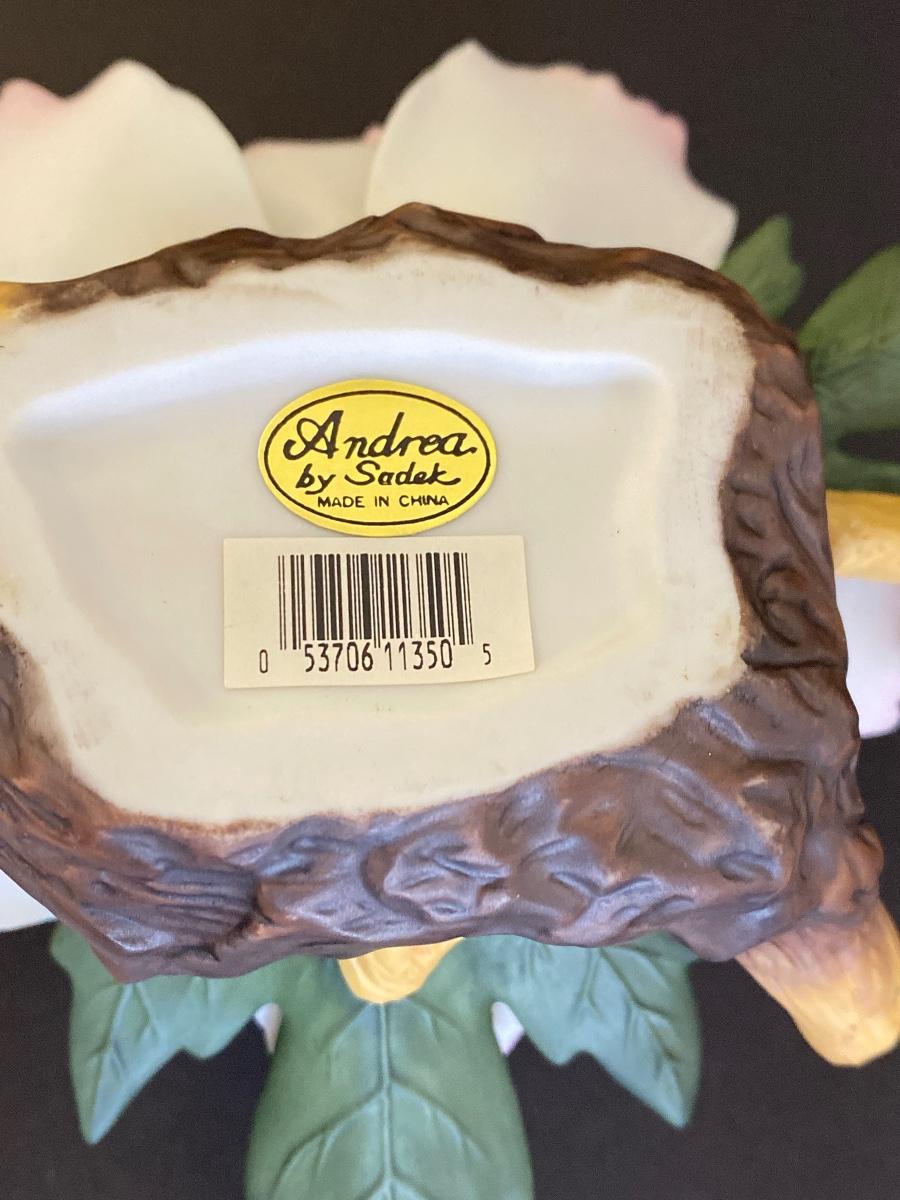 Andrea
by Sadek
MADE IN CHINA
0 53706 11350 5